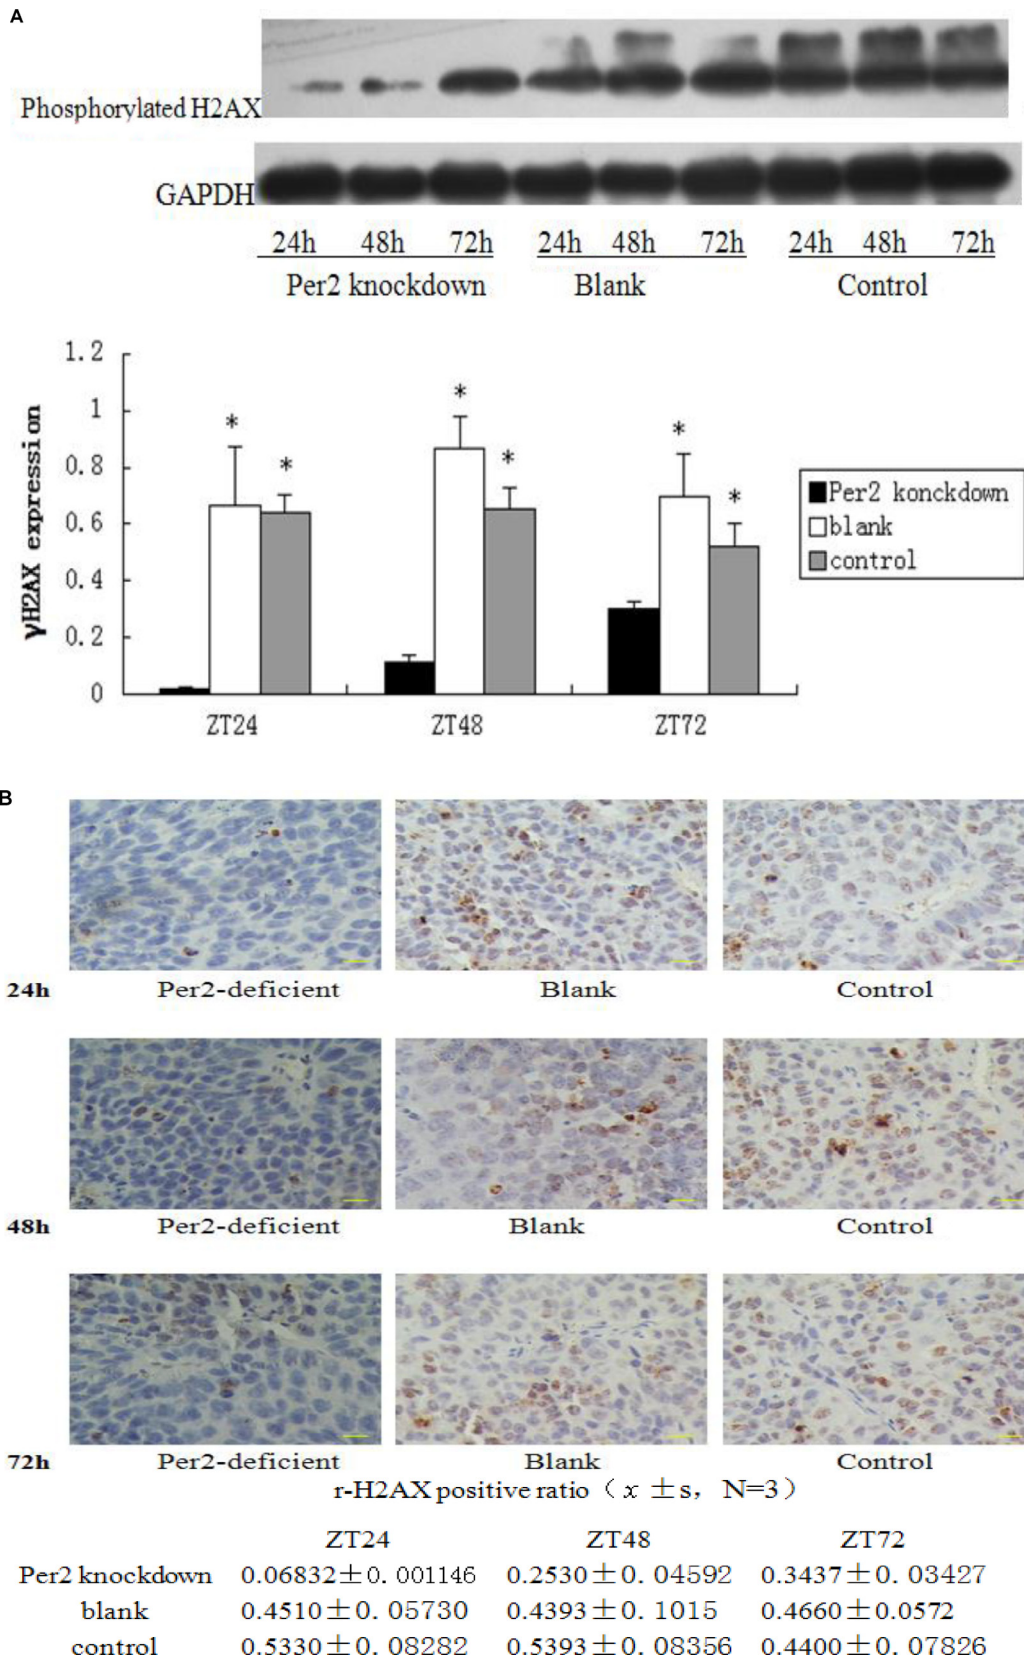 A
Phosphorylated H2AX
GAPDH
24h 48h 72h 24h 48h 72h 24h 48h 72h
Per2 knockdown Blank Control
γH2AX expression
1.2
1
0.8
0.6
0.4
0.2
0
* * * * * *
ZT24 ZT48 ZT72
Per2 konckdown
blank
control
B
24h Per2-deficient Blank Control
48h Per2-deficient Blank Control
72h Per2-deficient Blank Control
r-H2AX positive ratio（x ±s， N=3）
ZT24 ZT48 ZT72
Per2 knockdown 0.06832±0. 001146 0.2530±0. 04592 0.3437±0. 03427
blank 0.4510±0. 05730 0.4393±0. 1015 0.4660±0.0572
control 0.5330±0. 08282 0.5393±0. 08356 0.4400±0. 07826